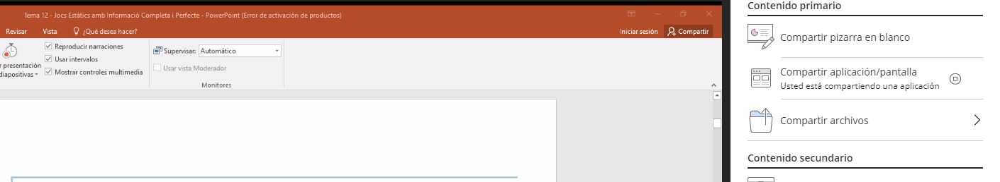 Tema 12 - Jocs Estàtics amb Informació Completa i Perfecte - PowerPoint (Error de activación de productos)
Revisar Vista ¿Qué desea hacer? Iniciar sesión Compartir
r presentación
diapositivas
Reproducir narraciones
Usar intervalos
Mostrar controles multimedia
Supervisar: Automático
Usar vista Moderador
Monitores
Contenido primario
Compartir pizarra en blanco
Compartir aplicación/pantalla
Usted está compartiendo una aplicación
Compartir archivos
Contenido secundario